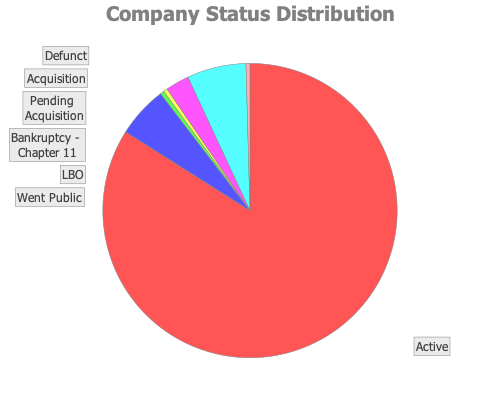 Company Status Distribution
Defunct
Acquisition
Pending
Acquisition
Bankruptcy -
Chapter 11
LBO
Went Public
Active